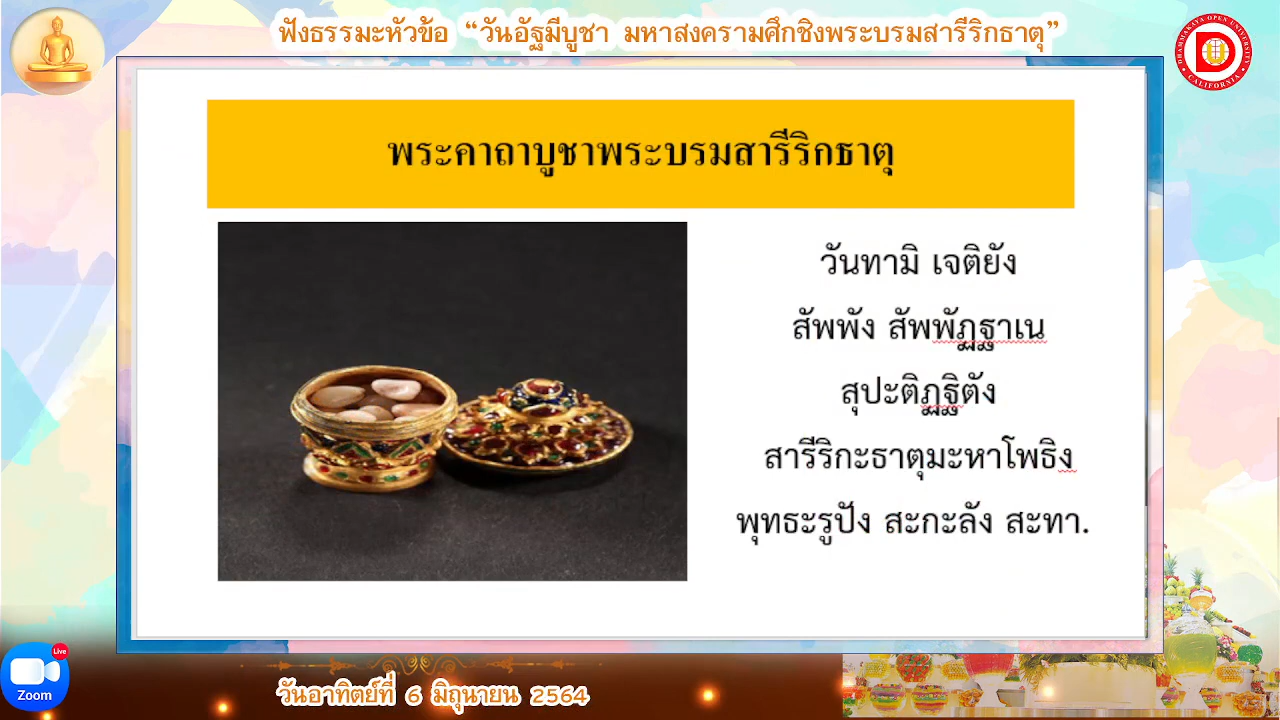 ฟังธรรมะหัวข้อ “วันอัฐมีบูชา มหาสงครามศึกชิงพระบรมสารีริกธาตุ”
DHAMMAKAYA OPEN UNIVERSITY
CALIFORNIA
พระคาถาบูชาพระบรมสารีริกธาตุ
วันทามิ เจติยัง
สัพพัง สัพพัฏฐาเน
สุปะติฏฐิตัง
สารีริกะธาตุมะหาโพธิง
พุทธะรูปัง สะกะลัง สะทา.
Live
Zoom
วันอาทิตย์ที่ 6 มิถุนายน 2564